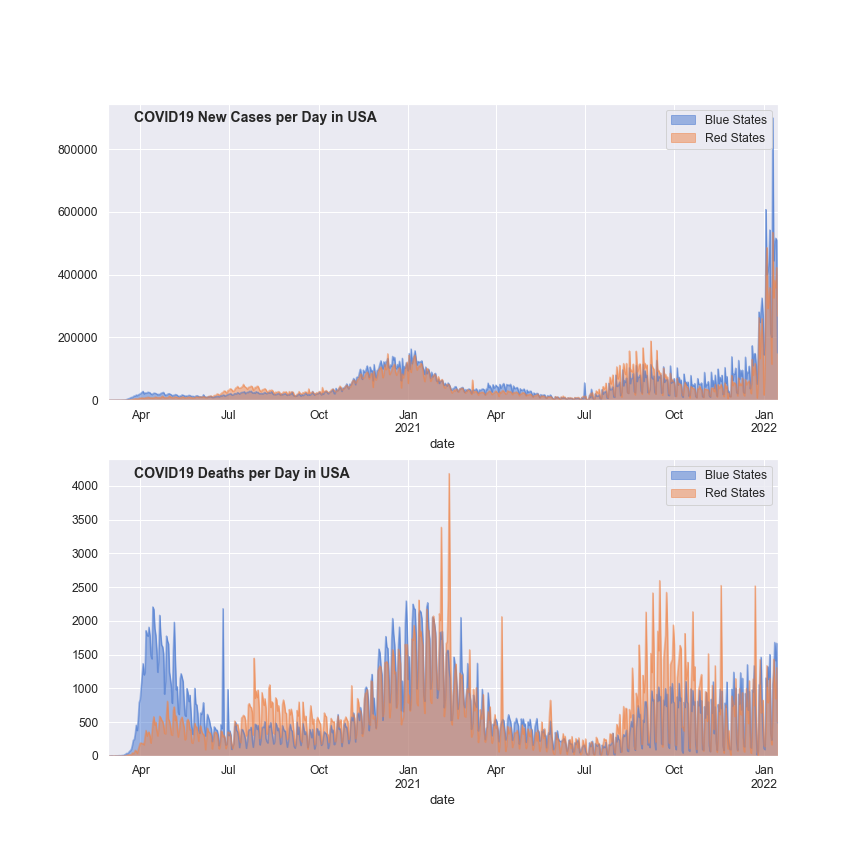 COVID19 New Cases per Day in USA
Blue States
Red States
800000
600000
400000
200000
0
Apr Jul Oct Jan Apr Jul Oct Jan
2021 2022
date
COVID19 Deaths per Day in USA
Blue States
Red States
4000
3500
3000
2500
2000
1500
1000
500
0
Apr Jul Oct Jan Apr Jul Oct Jan
2021 2022
date